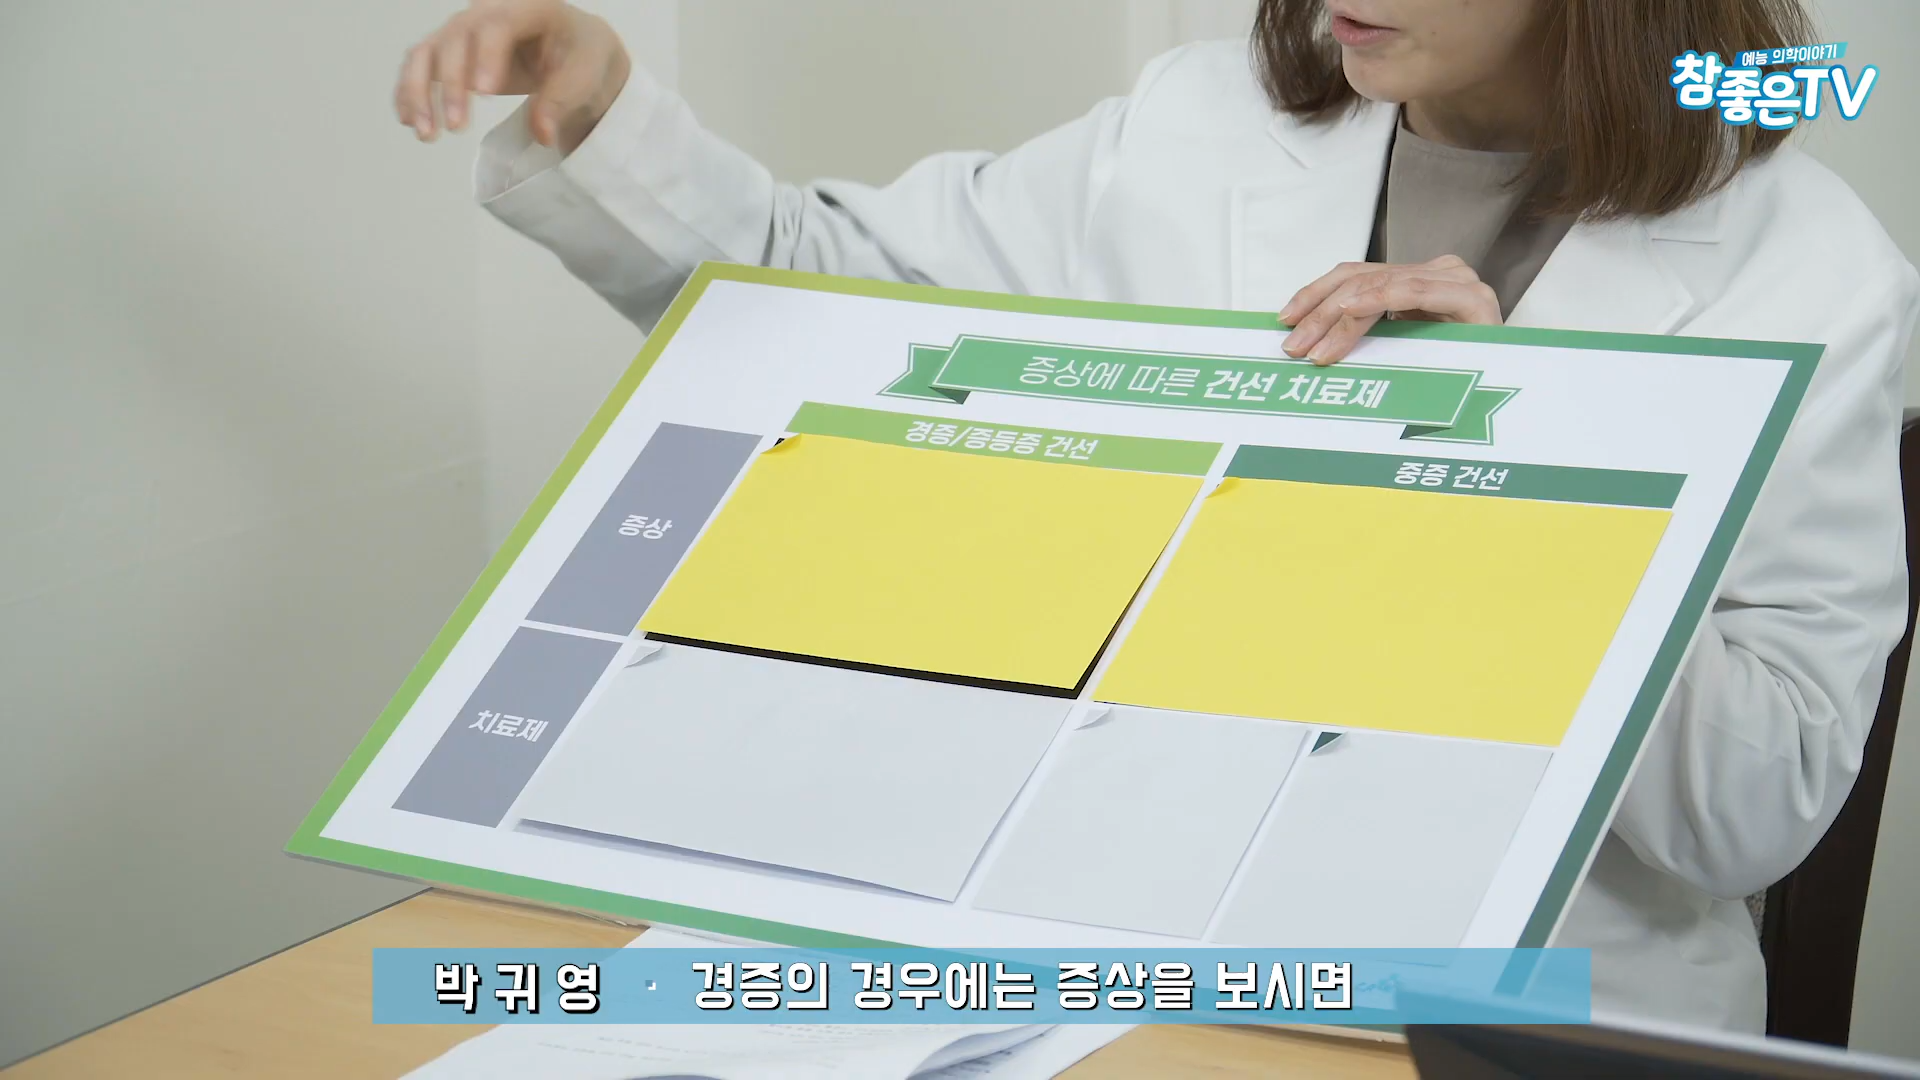 예능 의학이야기
참좋은TV
증상에 따른 건선 치료제
경증/중등증 건선
중증 건선
증상
치료제
박귀영 · 경증의 경우에는 증상을 보시면